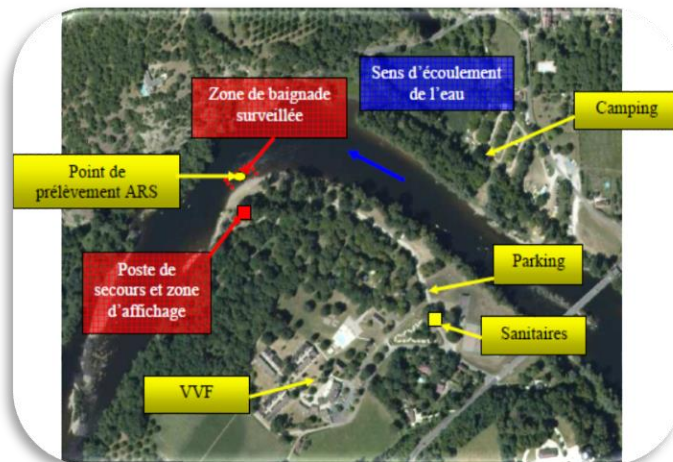 Sens d'écoulement
de l'eau
Zone de baignade
surveillée
Camping
Point de
prélèvement ARS
Poste de
secours et zone
d'affichage
Parking
Sanitaires
VVF